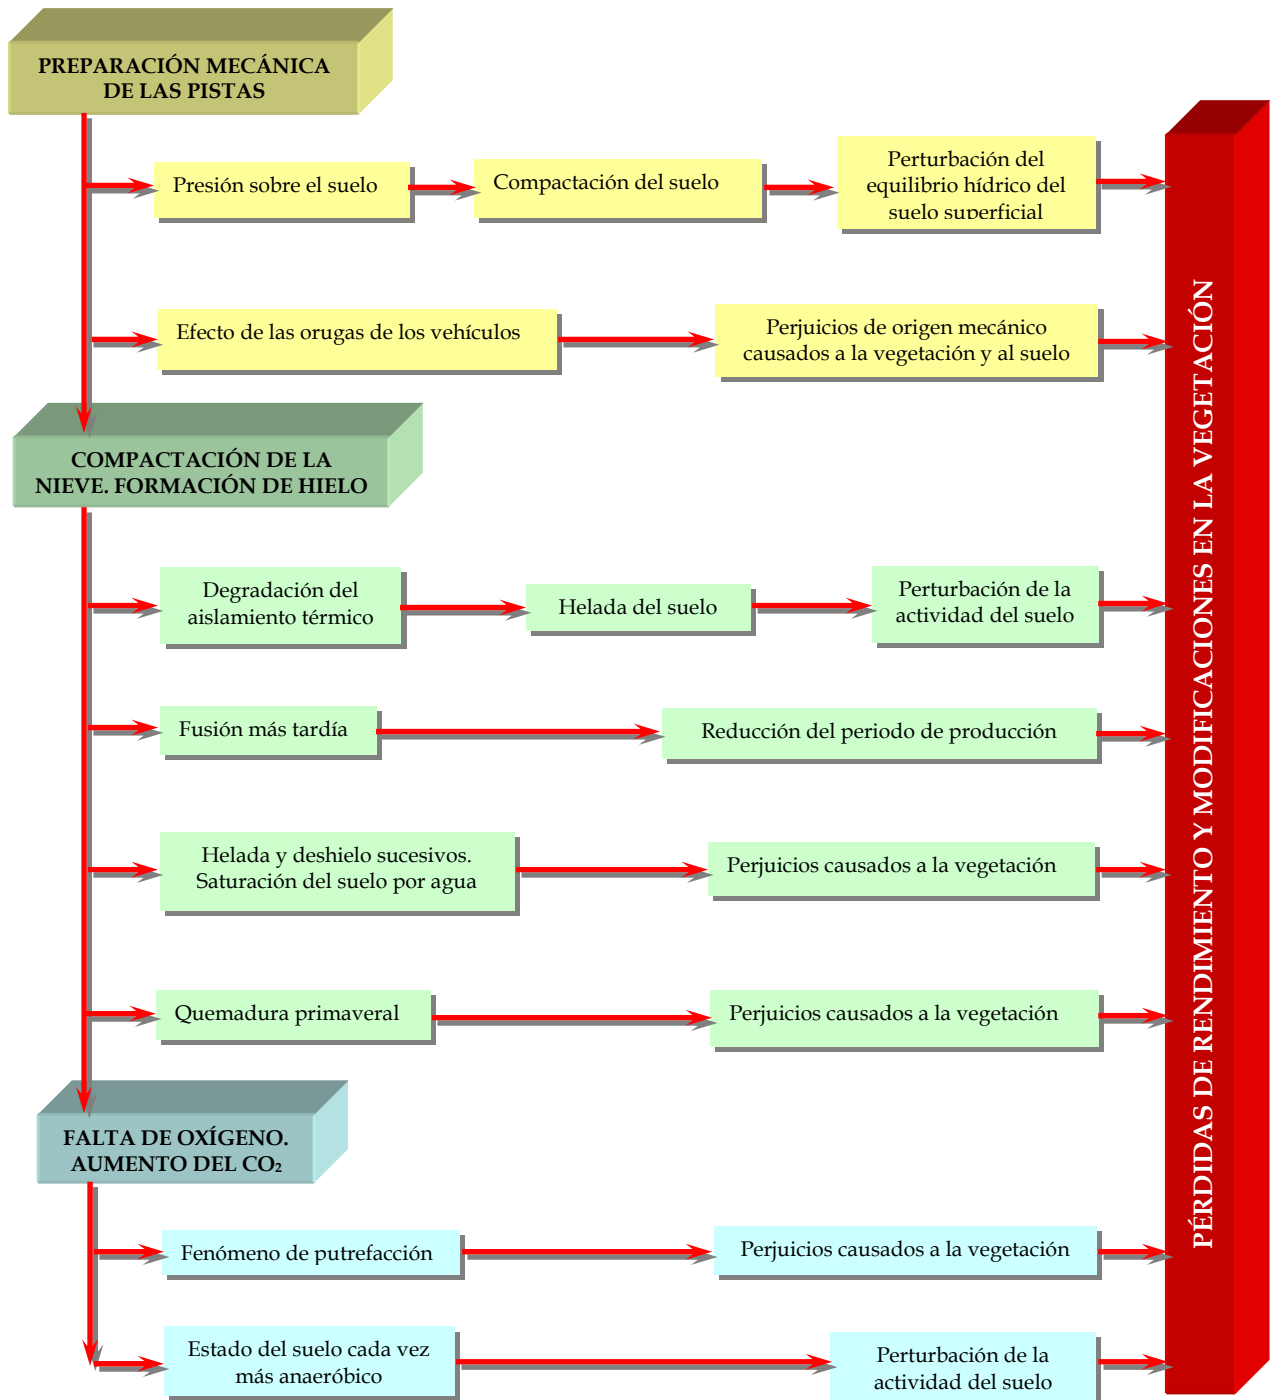 PREPARACIÓN MECÁNICA
DE LAS PISTAS
Presión sobre el suelo
Compactación del suelo
Perturbación del
equilibrio hídrico del
suelo superficial
Efecto de las orugas de los vehículos
Perjuicios de origen mecánico
causados a la vegetación y al suelo
COMPACTACIÓN DE LA
NIEVE. FORMACIÓN DE HIELO
Degradación del
aislamiento térmico
Helada del suelo
Perturbación de la
actividad del suelo
Fusión más tardía
Reducción del periodo de producción
Helada y deshielo sucesivos.
Saturación del suelo por agua
Perjuicios causados a la vegetación
Quemadura primaveral
Perjuicios causados a la vegetación
FALTA DE OXÍGENO.
AUMENTO DEL CO₂
Fenómeno de putrefacción
Perjuicios causados a la vegetación
Estado del suelo cada vez
más anaeróbico
Perturbación de la
actividad del suelo
PÉRDIDAS DE RENDIMIENTO Y MODIFICACIONES EN LA VEGETACIÓN